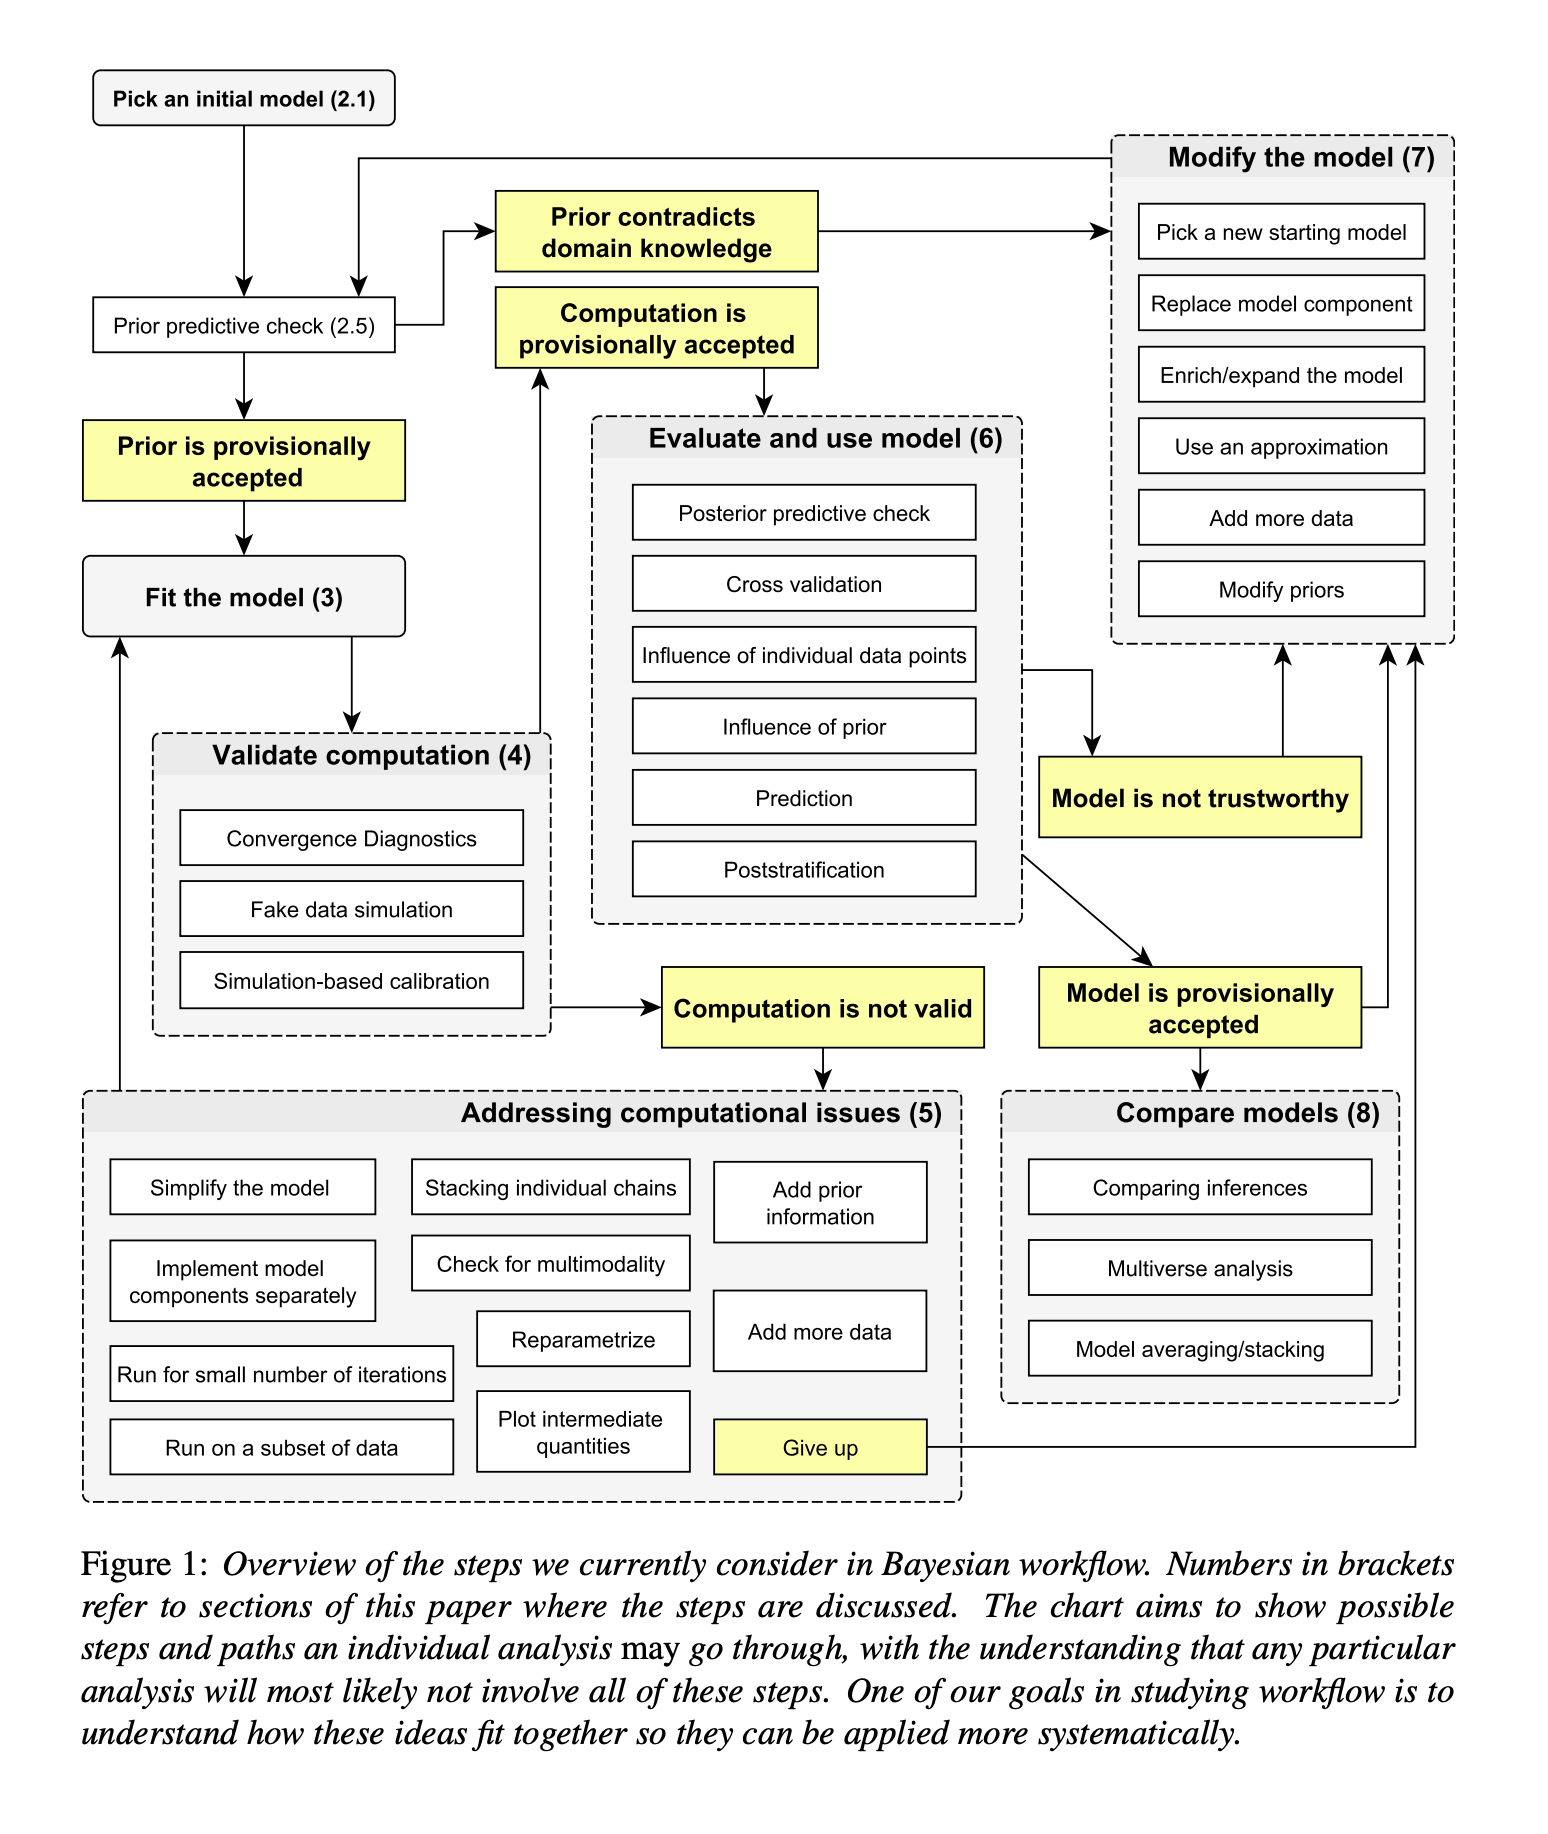 Pick an initial model (2.1)
Modify the model (7)
Pick a new starting model
Replace model component
Enrich/expand the model
Use an approximation
Add more data
Modify priors
Prior contradicts
domain knowledge
Prior predictive check (2.5)
Computation is
provisionally accepted
Prior is provisionally
accepted
Fit the model (3)
Evaluate and use model (6)
Posterior predictive check
Cross validation
Influence of individual data points
Influence of prior
Prediction
Poststratification
Validate computation (4)
Convergence Diagnostics
Fake data simulation
Simulation-based calibration
Model is not trustworthy
Computation is not valid
Model is provisionally
accepted
Addressing computational issues (5)
Simplify the model
Implement model
components separately
Run for small number of iterations
Run on a subset of data
Stacking individual chains
Check for multimodality
Reparametrize
Plot intermediate
quantities
Add prior
information
Add more data
Give up
Compare models (8)
Comparing inferences
Multiverse analysis
Model averaging/stacking
Figure 1: Overview of the steps we currently consider in Bayesian workflow. Numbers in brackets
refer to sections of this paper where the steps are discussed. The chart aims to show possible
steps and paths an individual analysis may go through, with the understanding that any particular
analysis will most likely not involve all of these steps. One of our goals in studying workflow is to
understand how these ideas fit together so they can be applied more systematically.